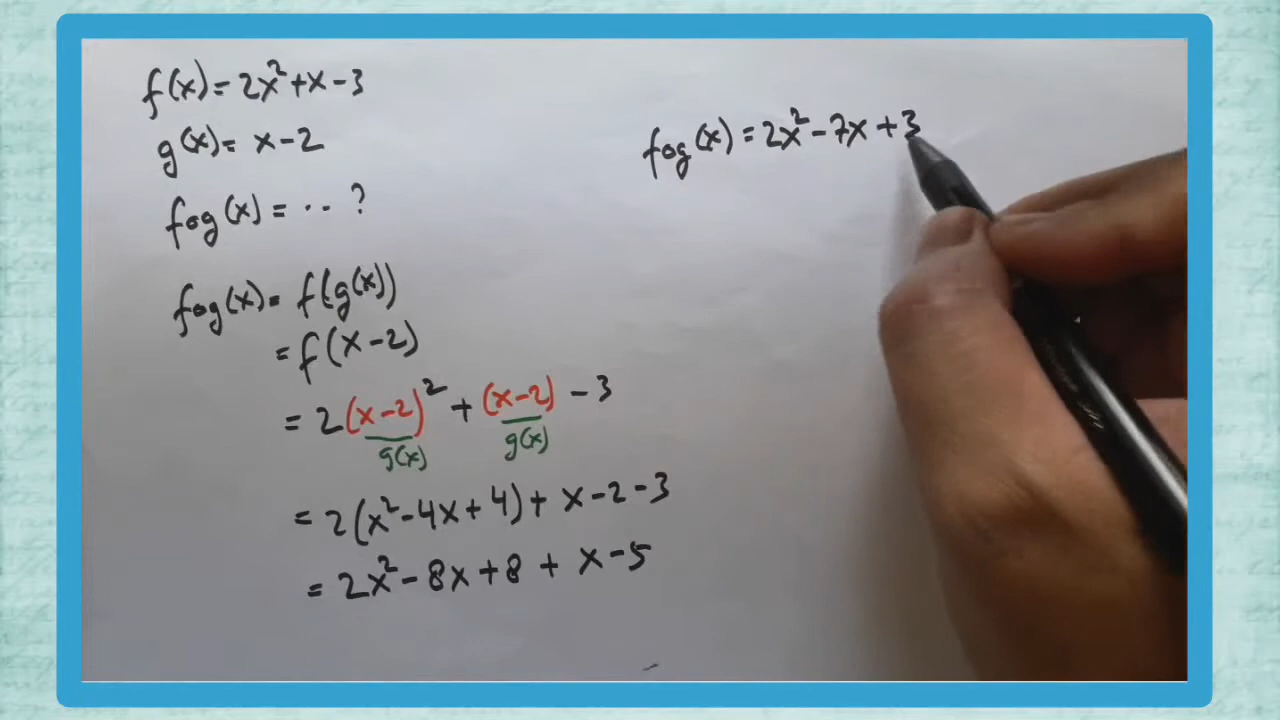 f(x) = 2x² + x - 3
g(x) = x - 2
fog(x) = ... ?
fog(x) = f(g(x))
= f(x-2)
= 2(x-2)² + (x-2) - 3
g(x) g(x)
= 2(x² - 4x + 4) + x - 2 - 3
= 2x² - 8x + 8 + x - 5
fog(x) = 2x² - 7x + 3